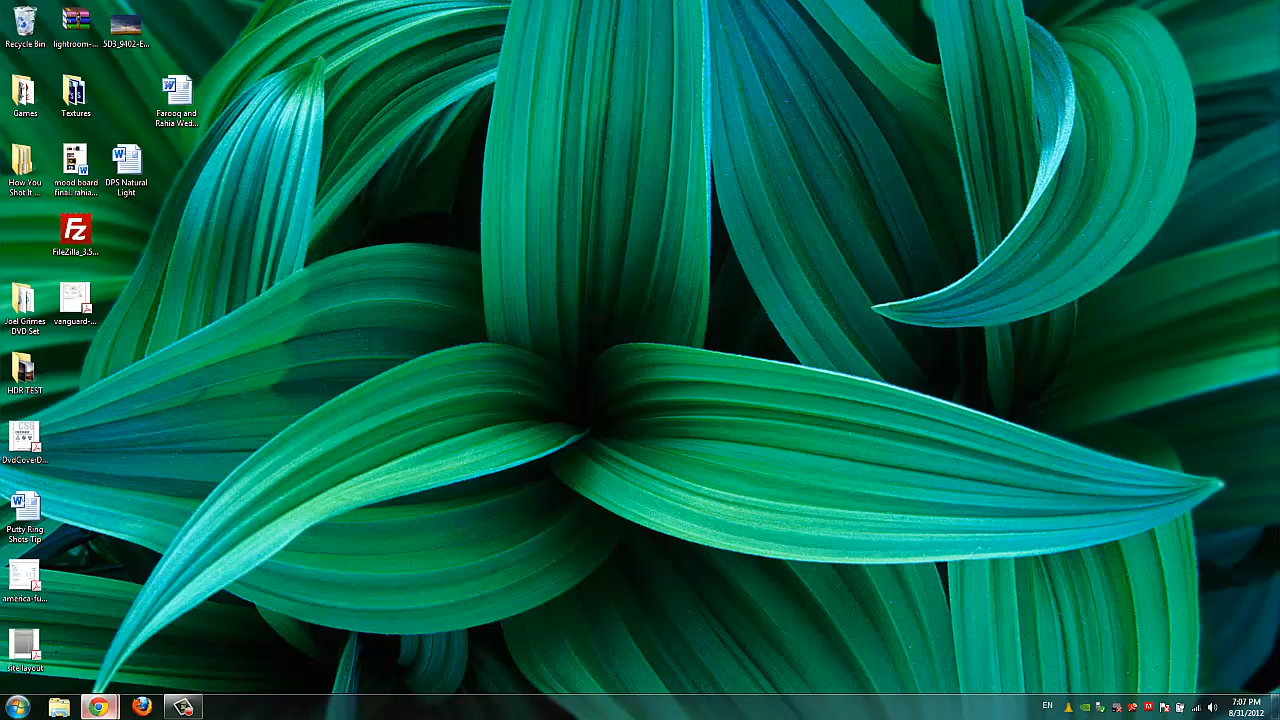 Recycle Bin
lightroom-...
5D3_9402-E...
Games
Textures
Farooq and
Rahia Wed...
How You
Shot It ...
mood board
final. rahia...
DPS Natural
Light
FileZilla_3.5...
Joel Grimes
DVD Set
vanguard-...
HDR TEST
DvdCoverD...
Putty Ring
Shots Tip
america-fu...
site layout
EN
7:07 PM
8/31/2012